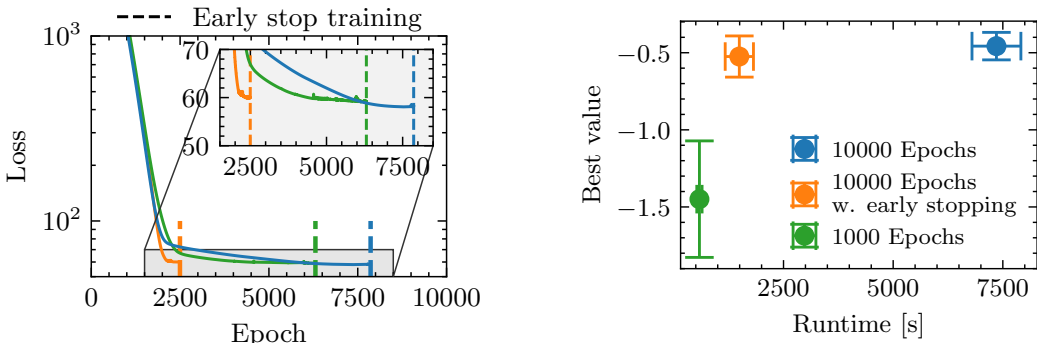 Early stop training
10³
10²
Loss
70
60
50
2500
5000
7500
0
2500
5000
7500
10000
Epoch
−0.5
−1.0
−1.5
Best value
10000 Epochs
10000 Epochs
w. early stopping
1000 Epochs
2500
5000
7500
Runtime [s]